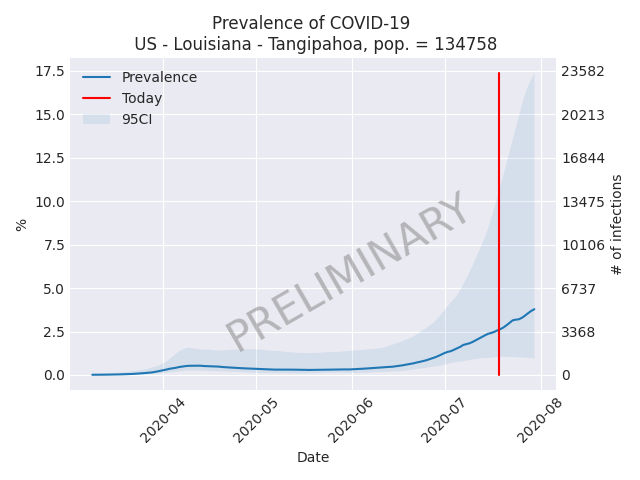 Prevalence of COVID-19
US - Louisiana - Tangipahoa, pop. = 134758
Prevalence
Today
95CI
17.5
15.0
12.5
10.0
7.5
5.0
2.5
0.0
%
23582
20213
16844
13475
10106
6737
3368
0
# of infections
PRELIMINARY
2020-04
2020-05
2020-06
2020-07
2020-08
Date